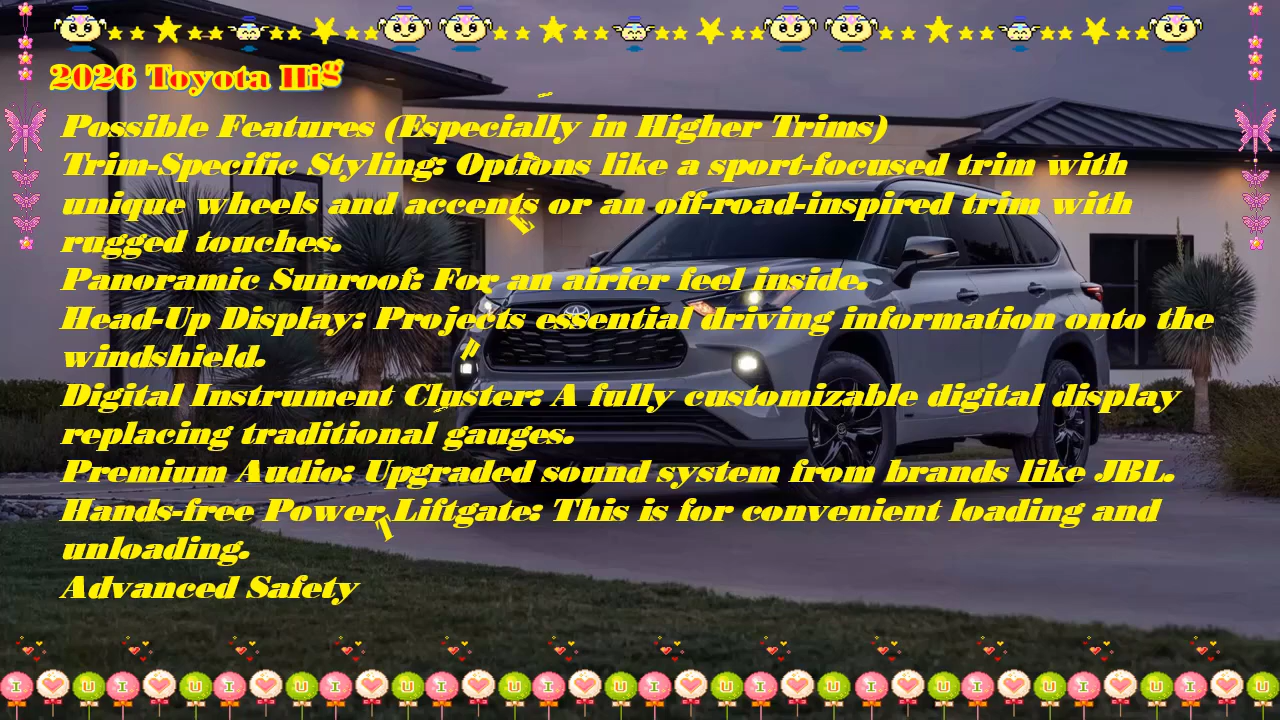 2026 Toyota Hig
Possible Features (Especially in Higher Trims)
Trim-Specific Styling: Options like a sport-focused trim with
unique wheels and accents or an off-road-inspired trim with
rugged touches.
Panoramic Sunroof: For an airier feel inside.
Head-Up Display: Projects essential driving information onto the
windshield.
Digital Instrument Cluster: A fully customizable digital display
replacing traditional gauges.
Premium Audio: Upgraded sound system from brands like JBL.
Hands-free Power Liftgate: This is for convenient loading and
unloading.
Advanced Safety
I U I U I U I U I U I U I U I U I U I U I U I U